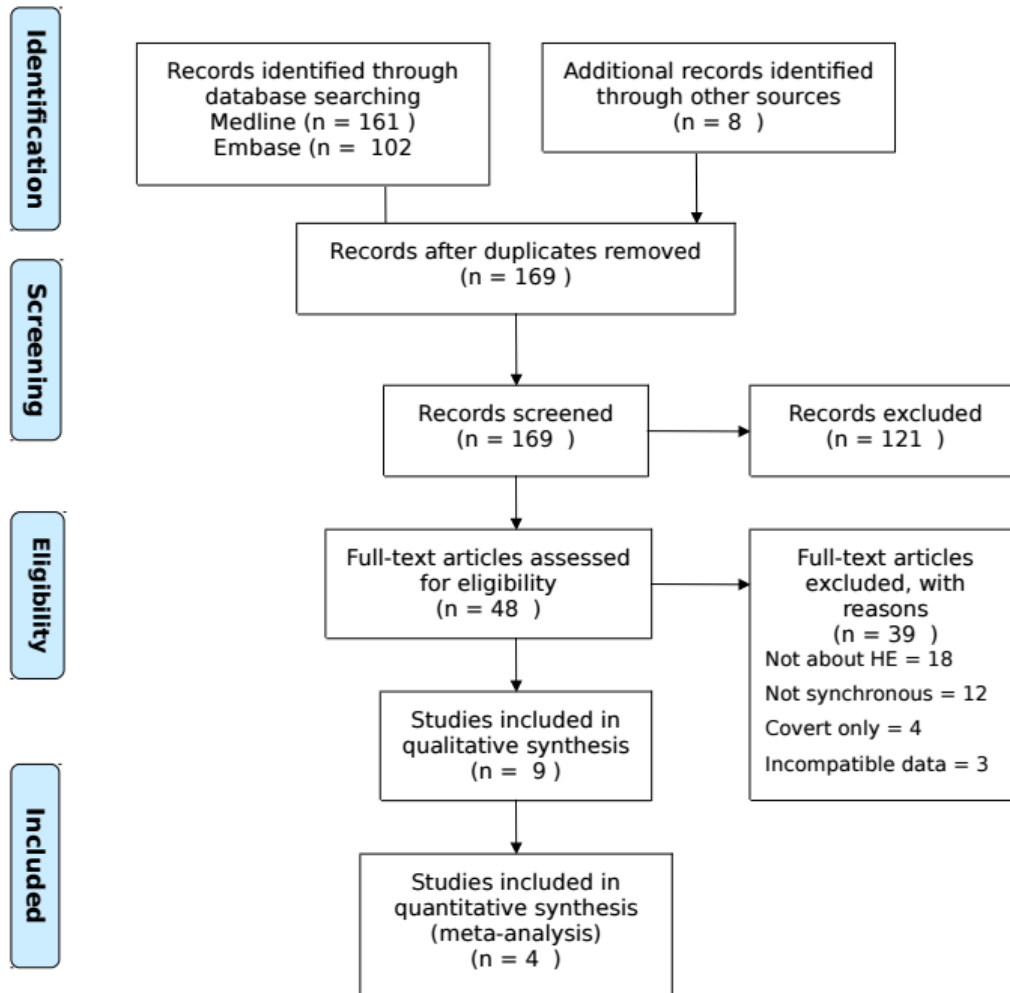 Identification
Records identified through
database searching
Medline (n = 161 )
Embase (n =  102
Additional records identified
through other sources
(n = 8  )
Records after duplicates removed
(n = 169 )
Screening
Records screened
(n = 169  )
Records excluded
(n = 121  )
Eligibility
Full-text articles assessed
for eligibility
(n = 48  )
Full-text articles
excluded, with
reasons
(n = 39  )
Not about HE = 18
Not synchronous = 12
Covert only = 4
Incompatible data = 3
Studies included in
qualitative synthesis
(n =  9 )
Included
Studies included in
quantitative synthesis
(meta-analysis)
(n = 4  )